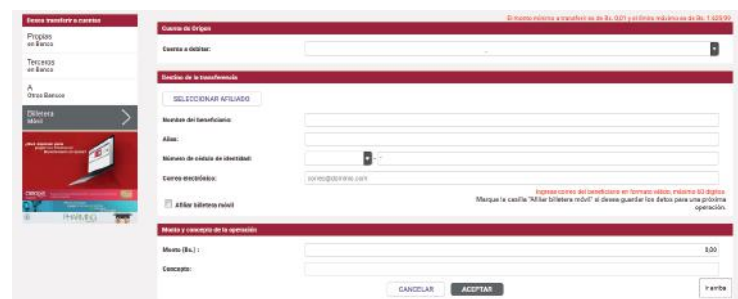 Desea transferir a cuentas
Propias
en Banco
Terceros
en Banco
A
Otros Bancos
Billetera
Móvil
PHARMING
El monto mínimo a transferir es de Bs. 0,01 y el límite máximo es de Bs.
Cuenta de Origen
Cuenta a debitar:
Destino de la transferencia
SELECCIONAR AFILIADO
Nombre del beneficiario:
Alias:
Número de cédula de identidad:
Correo electrónico:
correo@dominio.com
Ingrese correo del beneficiario en formato válido, máximo 60 dígitos
Afiliar billetera móvil
Marque la casilla "Afiliar billetera móvil" si desea guardar los datos para una próxima
operación.
Monto y concepto de la operación
Monto (Bs.) :
0,00
Concepto:
CANCELAR
ACEPTAR
Ir arriba